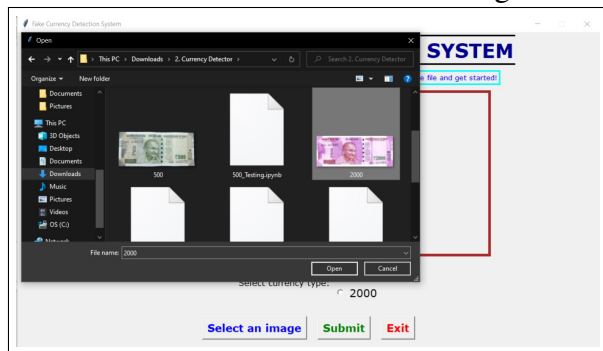 Fake Currency Detection System
Open
This PC > Downloads > 2. Currency Detector >
Search 2. Currency Detector
SYSTEM
Organize
New folder
e file and get started!
Documents
Pictures
This PC
3D Objects
Desktop
Documents
Downloads
Music
Pictures
Videos
OS (C:)
Network
500
500_Testing.ipynb
2000
File name: 2000
Open
Cancel
Select currency type:
2000
Select an image
Submit
Exit